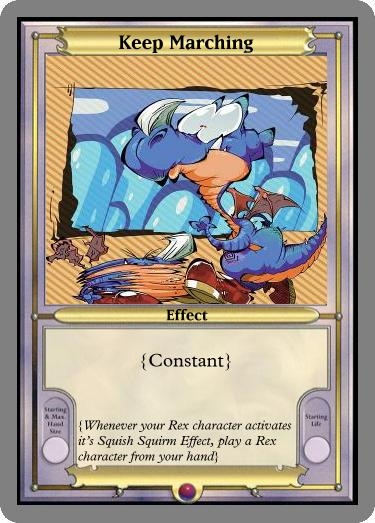 Keep Marching
Effect
{Constant}
Starting
& Max.
Hand
Size
Starting
Life
{Whenever your Rex character activates
it's Squish Squirm Effect, play a Rex
character from your hand}